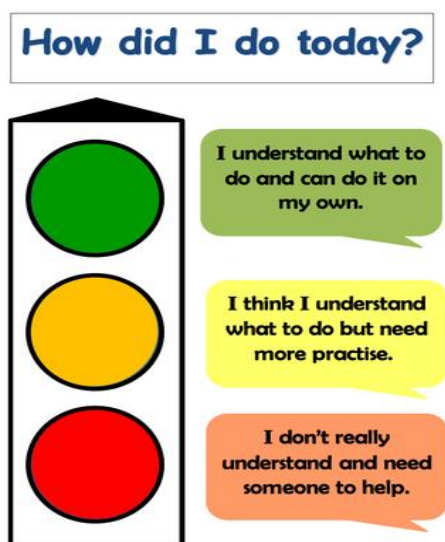 How did I do today?
I understand what to
do and can do it on
my own.
I think I understand
what to do but need
more practise.
I don't really
understand and need
someone to help.